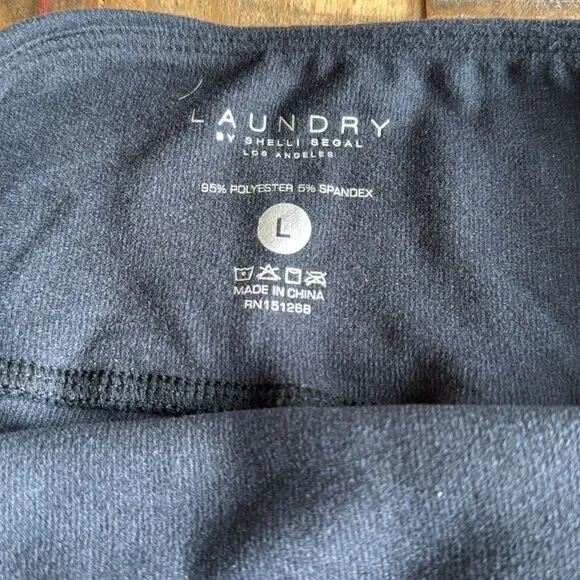 LAUNDRY
BY SHELLI SEGAL
LOS ANGELES
95% POLYESTER 5% SPANDEX
L
MADE IN CHINA
RN151268